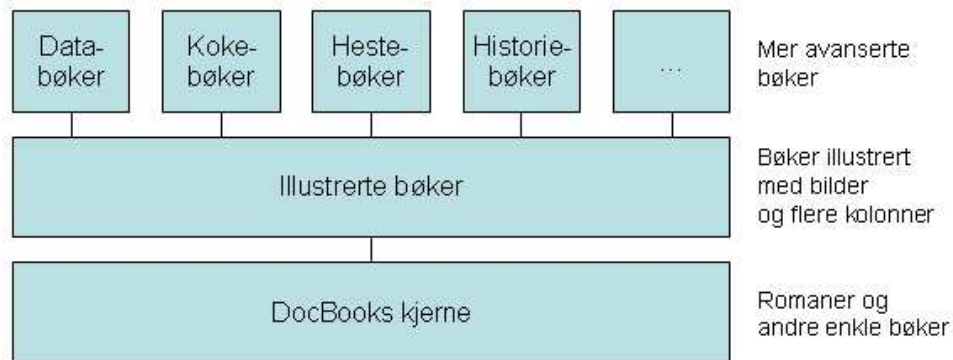 Data-
bøker
Koke-
bøker
Heste-
bøker
Historie-
bøker
...
Mer avanserte
bøker
Illustrerte bøker
Bøker illustrert
med bilder
og flere kolonner
DocBooks kjerne
Romaner og
andre enkle bøker